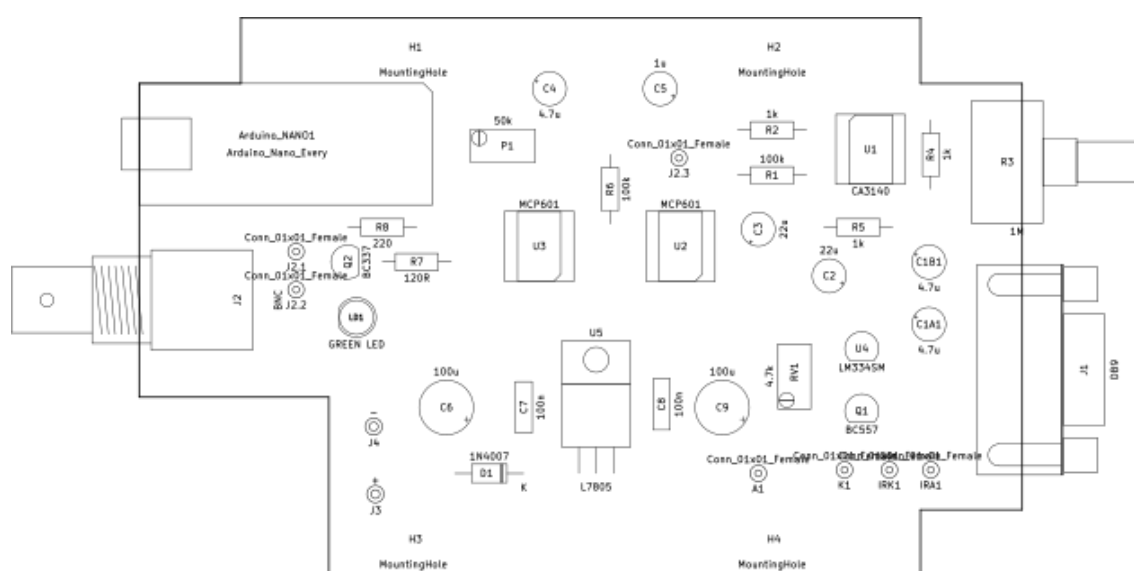 H1
MountingHole
H2
MountingHole
C4
4.7u
1u
C5
Arduino_NANO1
Arduino_Nano_Every
50k
P1
Conn_01x01_Female
J2.3
1k
R2
100k
R1
U1
CA3140
R4
1k
R3
1M
R6
100k
MCP601
U3
MCP601
U2
C3
22u
R5
1k
R8
220
Conn_01x01_Female
J2.1
Conn_01x01_Female
J2.2
BNC
J2
Q2
BC337
R7
120R
22u
C2
C1B1
4.7u
C1A1
4.7u
LD1
GREEN LED
U5
L7805
U4
LM334SM
4.7k
RV1
J1
DB9
100u
C6
C7
100n
C8
100n
100u
C9
Q1
BC557
-
J4
+
J3
1N4007
D1
K
Conn_01x01_Female
A1
K1
IRK1
IRA1
H3
MountingHole
H4
MountingHole